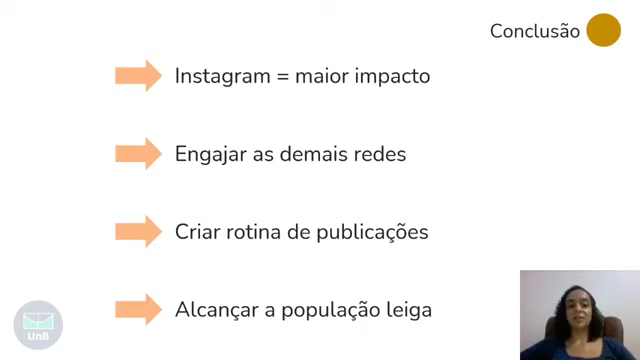 Conclusão
Instagram = maior impacto
Engajar as demais redes
Criar rotina de publicações
Alcançar a população leiga
UnB